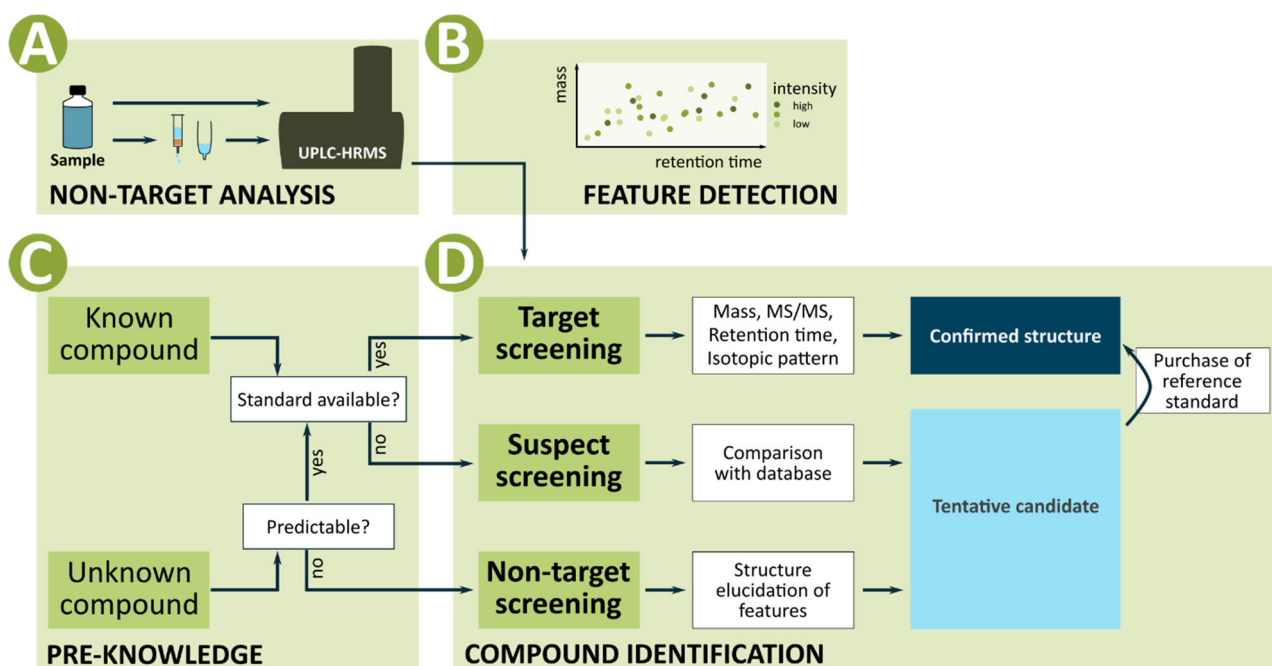 A
Sample
UPLC-HRMS
NON-TARGET ANALYSIS
B
mass
retention time
intensity
high
low
FEATURE DETECTION
C
Known
compound
Standard available?
yes
no
yes
Predictable?
no
Unknown
compound
PRE-KNOWLEDGE
D
Target
screening
Mass, MS/MS,
Retention time,
Isotopic pattern
Confirmed structure
Purchase of
reference
standard
Suspect
screening
Comparison
with database
Tentative candidate
Non-target
screening
Structure
elucidation of
features
COMPOUND IDENTIFICATION